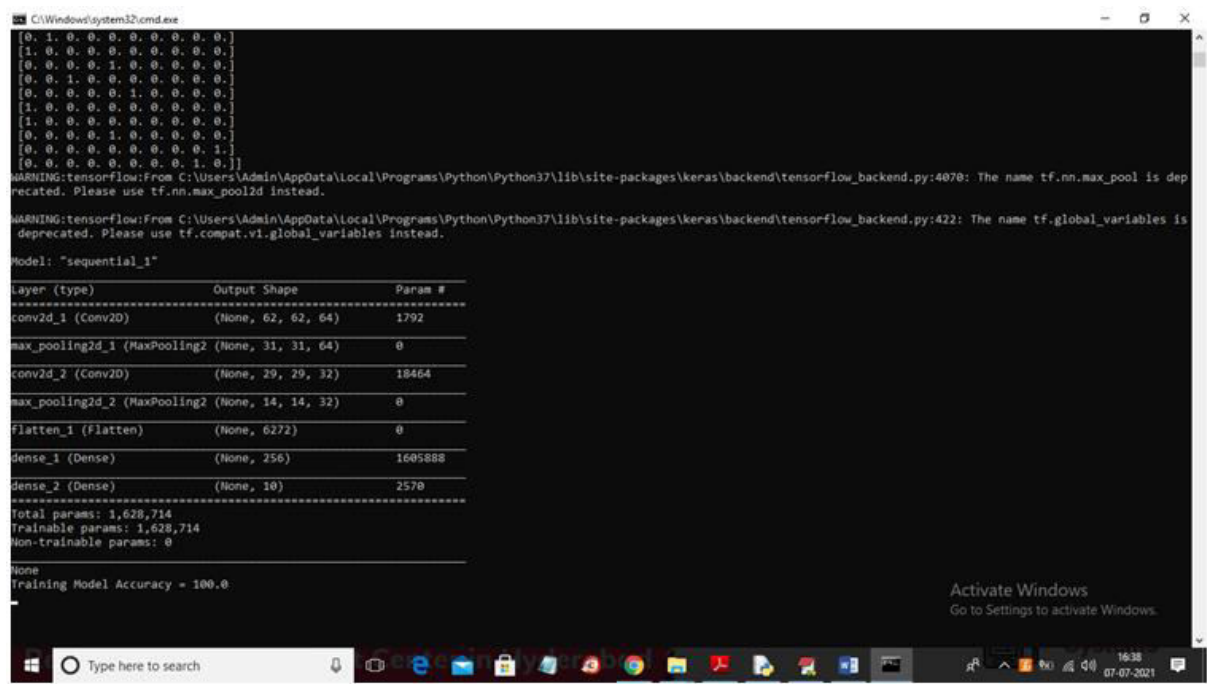 C:\Windows\system32\cmd.exe
[0. 1. 0. 0. 0. 0. 0. 0. 0. 0.]
[1. 0. 0. 0. 0. 0. 0. 0. 0. 0.]
[0. 0. 0. 0. 1. 0. 0. 0. 0. 0.]
[0. 0. 1. 0. 0. 0. 0. 0. 0. 0.]
[0. 0. 0. 0. 0. 1. 0. 0. 0. 0.]
[1. 0. 0. 0. 0. 0. 0. 0. 0. 0.]
[1. 0. 0. 0. 0. 0. 0. 0. 0. 0.]
[0. 0. 0. 0. 1. 0. 0. 0. 0. 0.]
[0. 0. 0. 0. 0. 0. 0. 0. 0. 1.]
[0. 0. 0. 0. 0. 0. 0. 0. 1. 0.]]
WARNING:tensorflow:From C:\Users\Admin\AppData\Local\Programs\Python\Python37\lib\site-packages\keras\backend\tensorflow_backend.py:4070: The name tf.nn.max_pool is dep
recated. Please use tf.nn.max_pool2d instead.
WARNING:tensorflow:From C:\Users\Admin\AppData\Local\Programs\Python\Python37\lib\site-packages\keras\backend\tensorflow_backend.py:422: The name tf.global_variables is
deprecated. Please use tf.compat.v1.global_variables instead.
Model: "sequential_1"
Layer (type) Output Shape Param #
conv2d_1 (Conv2D) (None, 62, 62, 64) 1792
max_pooling2d_1 (MaxPooling2 (None, 31, 31, 64) 0
conv2d_2 (Conv2D) (None, 29, 29, 32) 18464
max_pooling2d_2 (MaxPooling2 (None, 14, 14, 32) 0
flatten_1 (Flatten) (None, 6272) 0
dense_1 (Dense) (None, 256) 1605888
dense_2 (Dense) (None, 10) 2570
Total params: 1,628,714
Trainable params: 1,628,714
Non-trainable params: 0
None
Training Model Accuracy = 100.0
Activate Windows
Go to Settings to activate Windows.
Type here to search
16:38
07-07-2021